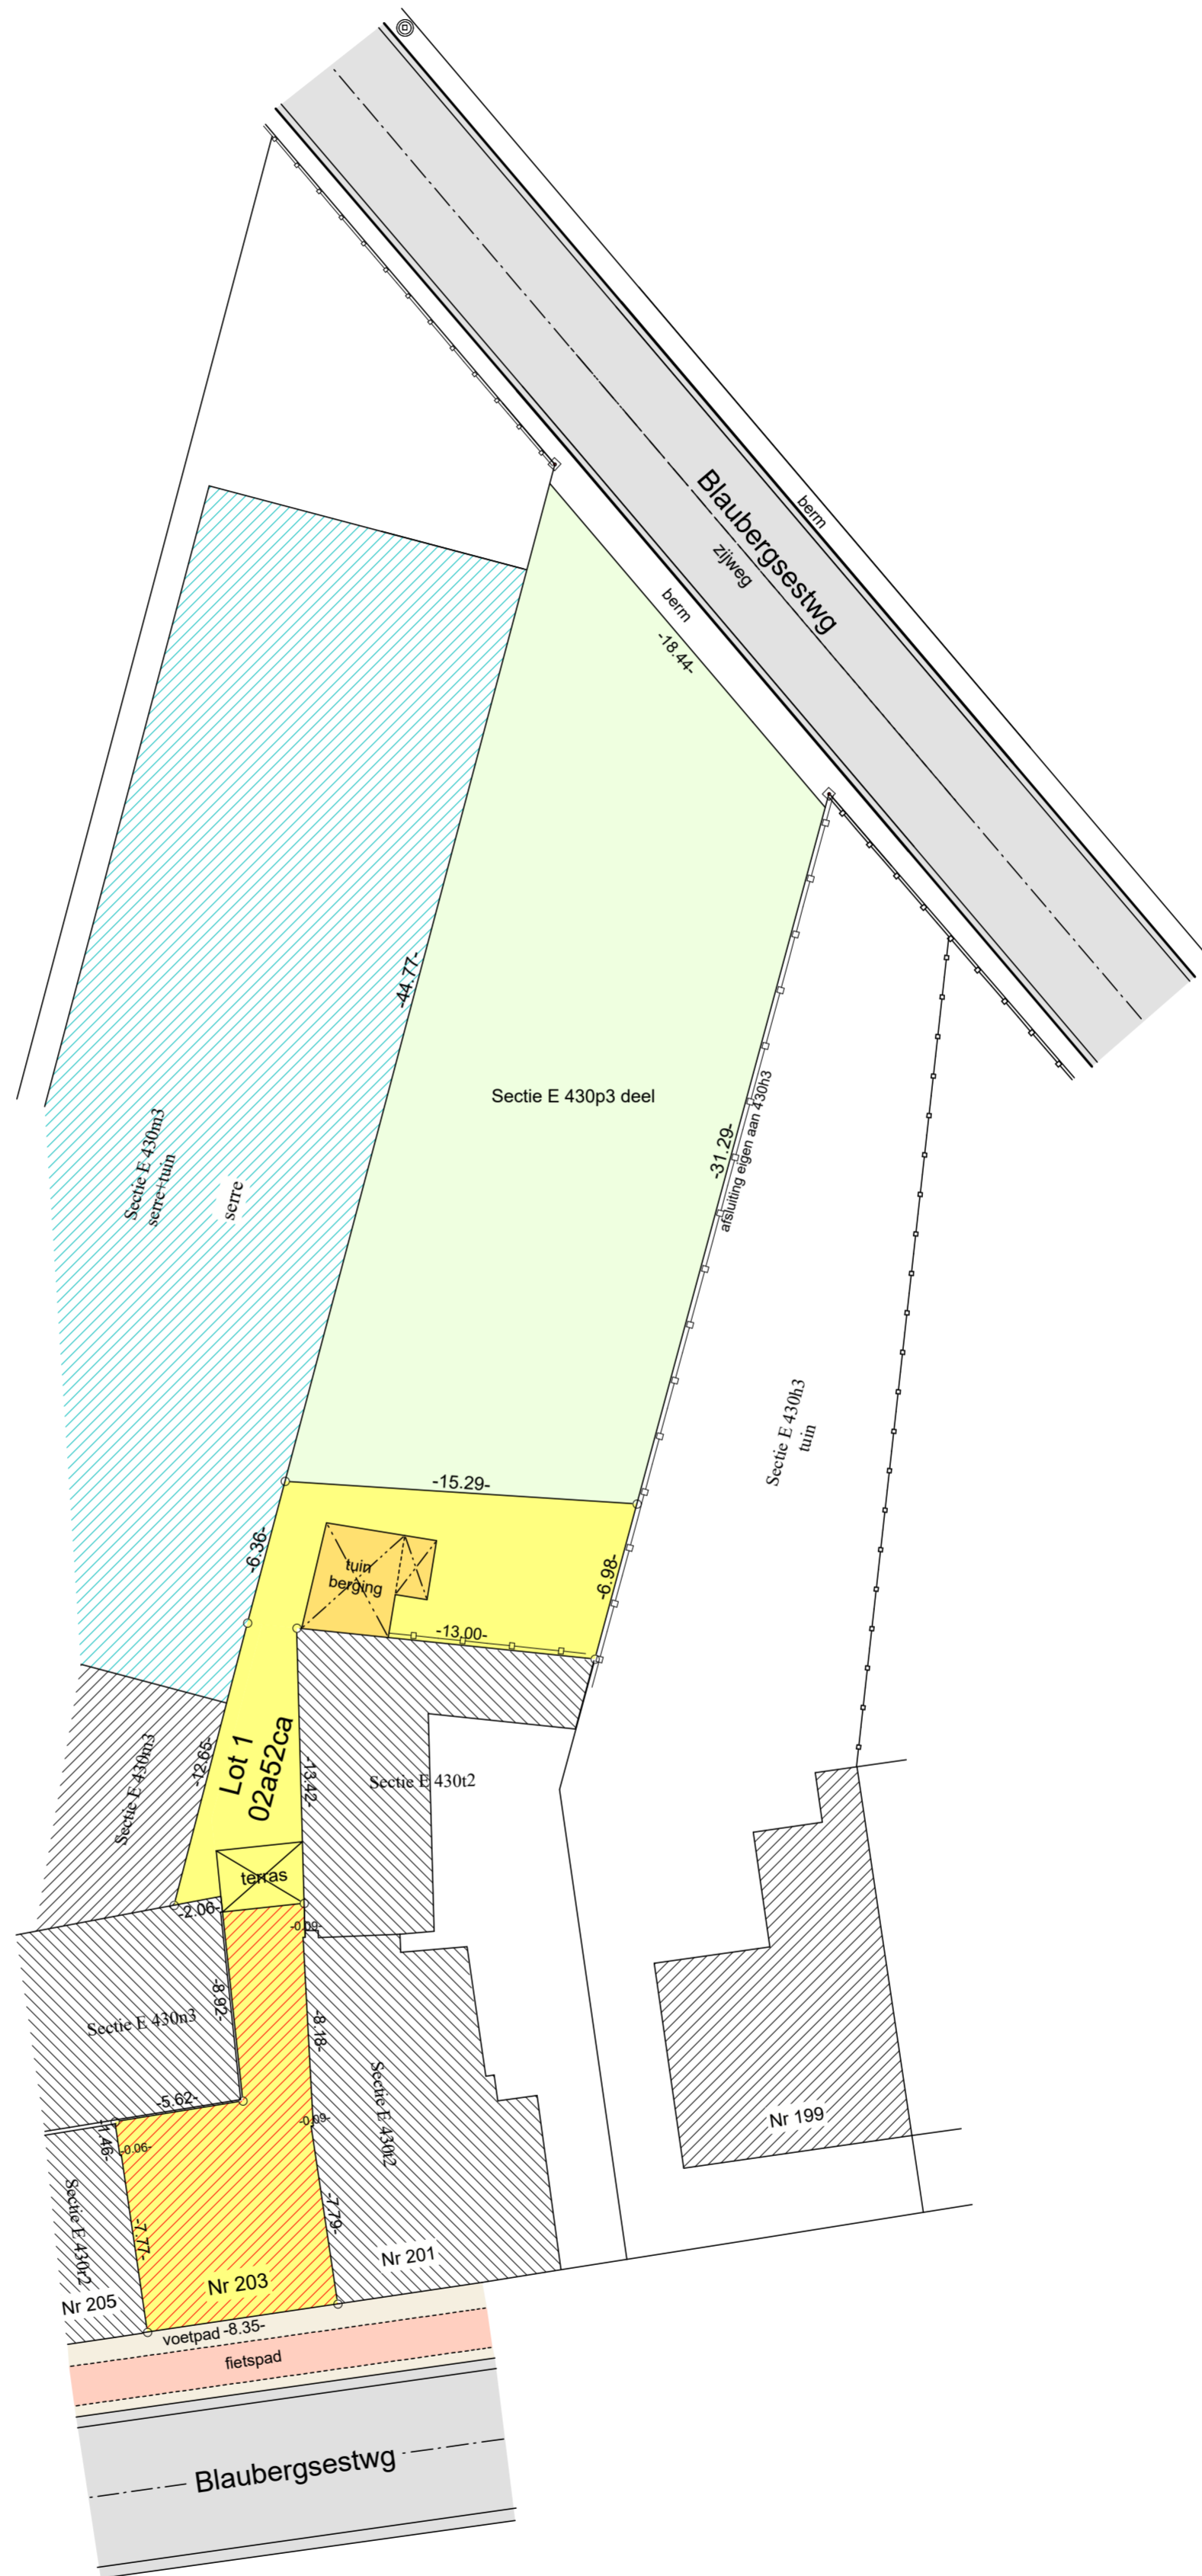 Blaubergsestwg
zijweg
berm
berm
-18.44-
-44.77-
Sectie E 430p3 deel
-31.29-
afsluiting eigen aan 430h3
Sectie E 430m3
serre+tuin
serre
Sectie E 430h3
tuin
-15.29-
-6.36-
tuin
berging
-6.98-
-13.00-
Lot 1
02a52ca
-12.65-
-13.42-
Sectie E 430m3
Sectie E 430t2
terras
-2.06-
-0.09-
-8.92-
-8.18-
Sectie E 430n3
Sectie E 430t2
-5.62-
-0.09-
-1.46-
-0.06-
Nr 199
Sectie E 430r2
-7.77-
-7.79-
Nr 201
Nr 203
Nr 205
voetpad -8.35-
fietspad
Blaubergsestwg